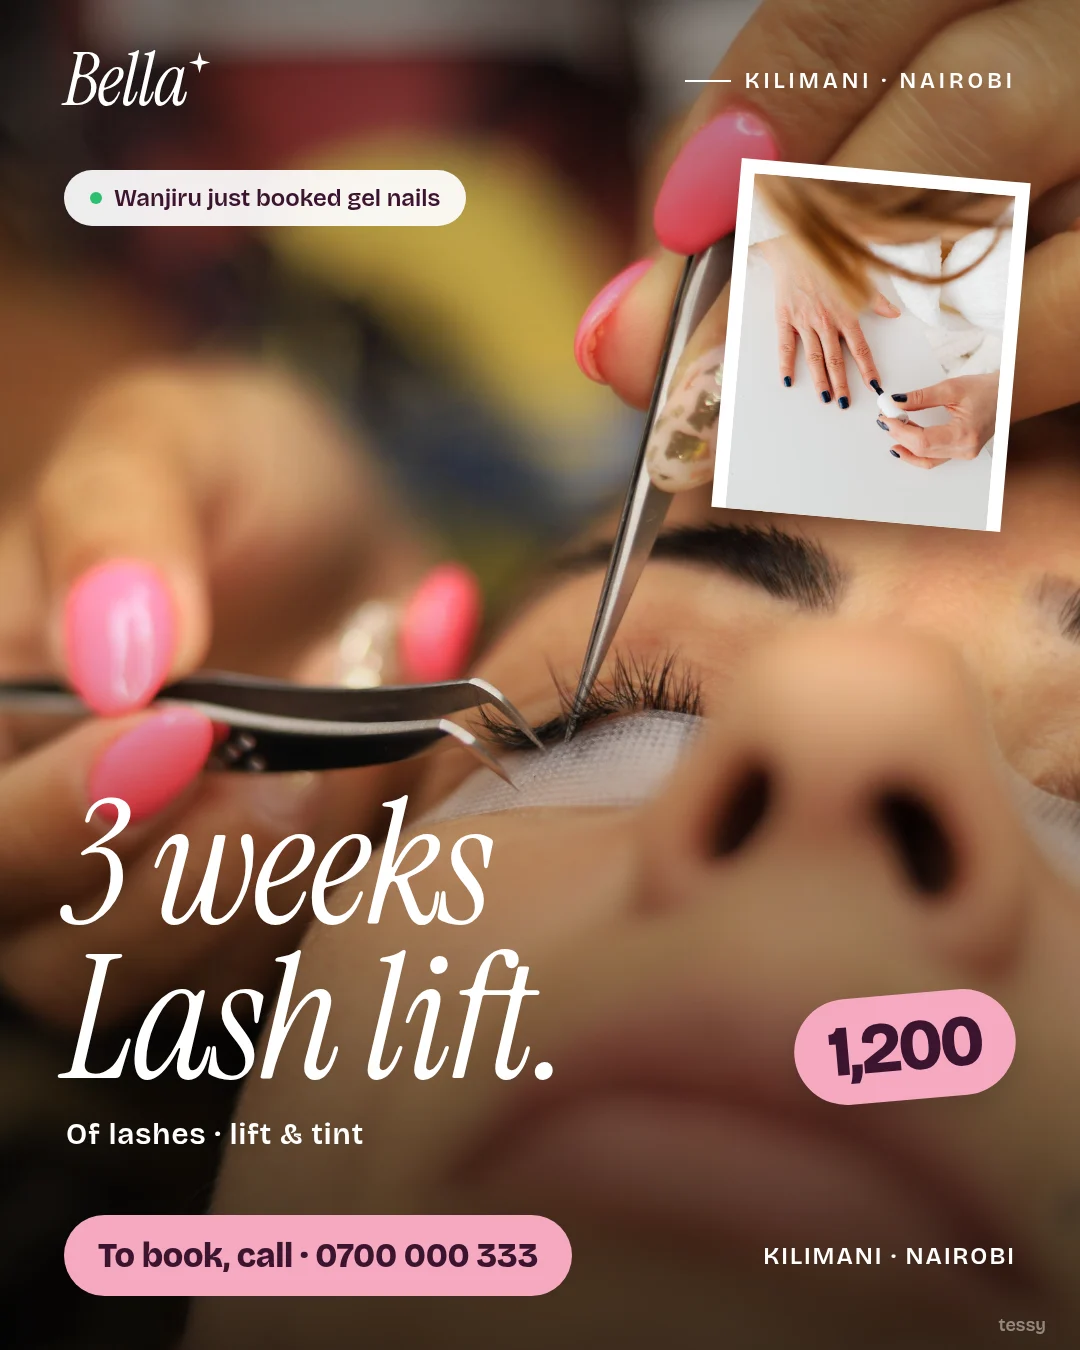 Bella
KILIMANI · NAIROBI
Wanjiru just booked gel nails
3 weeks
Lash lift.
1,200
Of lashes · lift & tint
To book, call · 0700 000 333
KILIMANI · NAIROBI
tessy